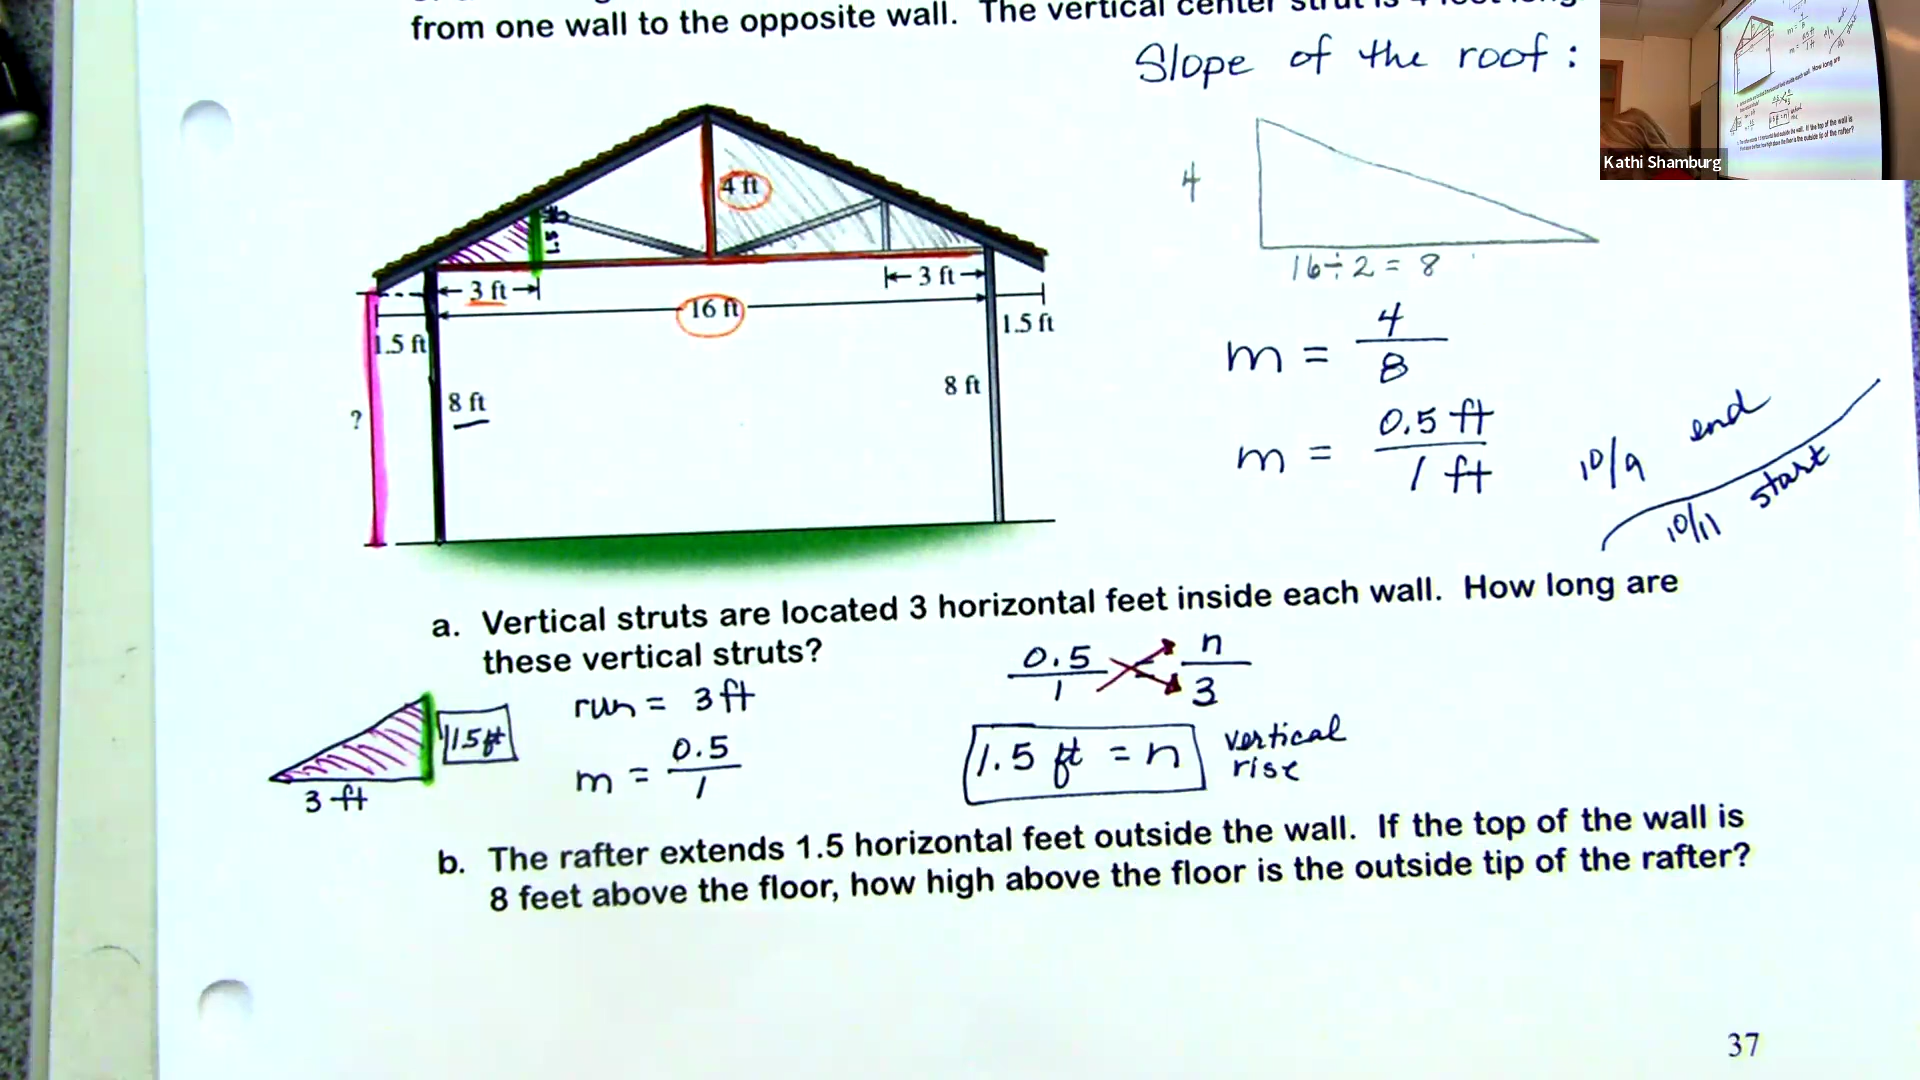 from one wall to the opposite wall. The vertical center strut is 4 feet long
Slope of the roof :
4 ft
4
16 ÷ 2 = 8
1.5
3 ft
3 ft
16 ft
1.5 ft
1.5 ft
8 ft
8 ft
?
m = 4/8
m = 0.5 ft / 1 ft
10/9 end
10/11 start
a. Vertical struts are located 3 horizontal feet inside each wall. How long are
these vertical struts?
0.5/1 = n/3
run = 3 ft
1.5 ft
3 ft
m = 0.5/1
1.5 ft = n vertical
rise
b. The rafter extends 1.5 horizontal feet outside the wall. If the top of the wall is
8 feet above the floor, how high above the floor is the outside tip of the rafter?
37
Kathi Shamburg